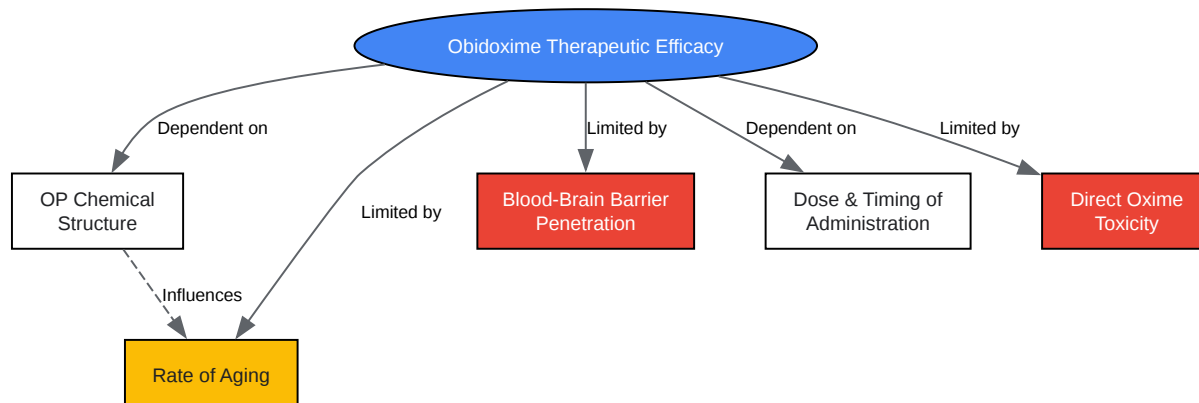 Obidoxime Therapeutic Efficacy
Dependent on
Limited by
Dependent on
Limited by
OP Chemical
Structure
Limited by
Blood-Brain Barrier
Penetration
Dose & Timing of
Administration
Direct Oxime
Toxicity
Influences
Rate of Aging